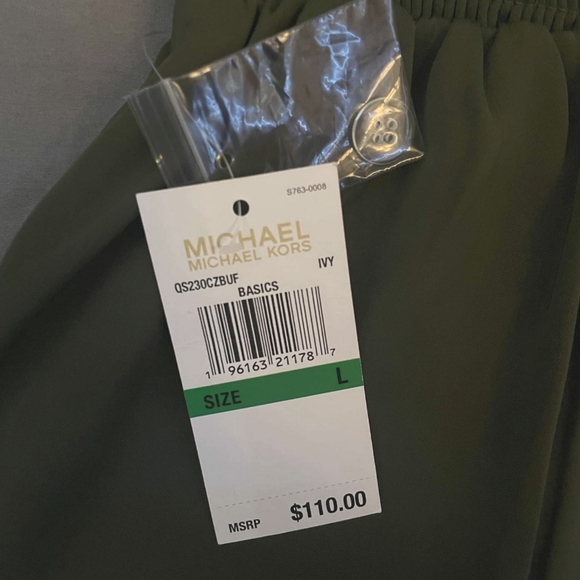 S763-0008
MICHAEL
MICHAEL KORS
QS230CZBUF IVY
BASICS
1 96163 21178 7
SIZE L
MSRP $110.00